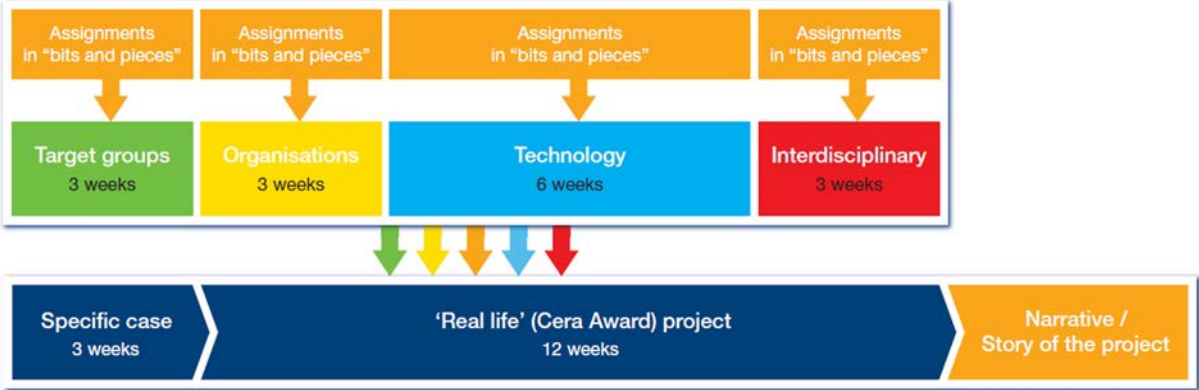 Assignments
in “bits and pieces”
Assignments
in “bits and pieces”
Assignments
in “bits and pieces”
Assignments
in “bits and pieces”
Target groups
3 weeks
Organisations
3 weeks
Technology
6 weeks
Interdisciplinary
3 weeks
Specific case
3 weeks
‘Real life’ (Cera Award) project
12 weeks
Narrative /
Story of the project